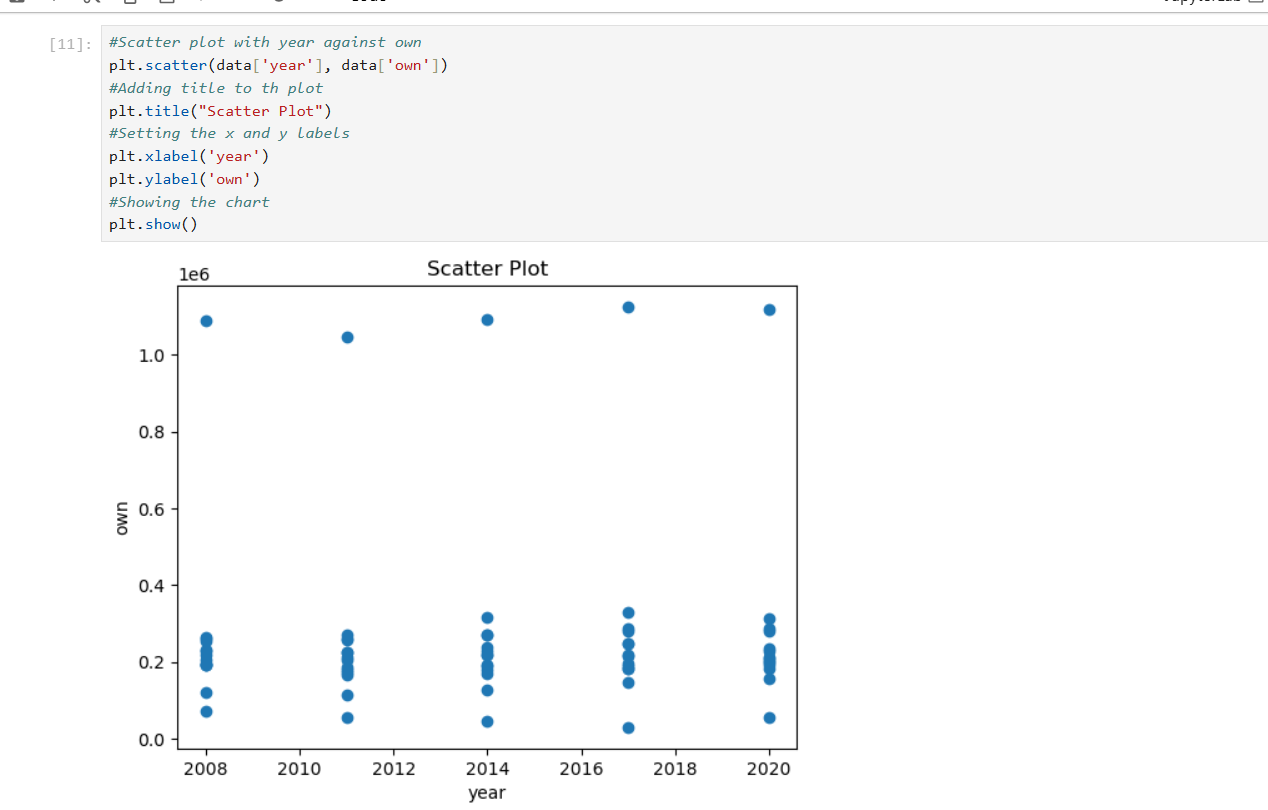 [11]:
#Scatter plot with year against own
plt.scatter(data['year'], data['own'])
#Adding title to th plot
plt.title("Scatter Plot")
#Setting the x and y labels
plt.xlabel('year')
plt.ylabel('own')
#Showing the chart
plt.show()
Scatter Plot
1e6
1.0
0.8
0.6
0.4
0.2
0.0
own
2008 2010 2012 2014 2016 2018 2020
year